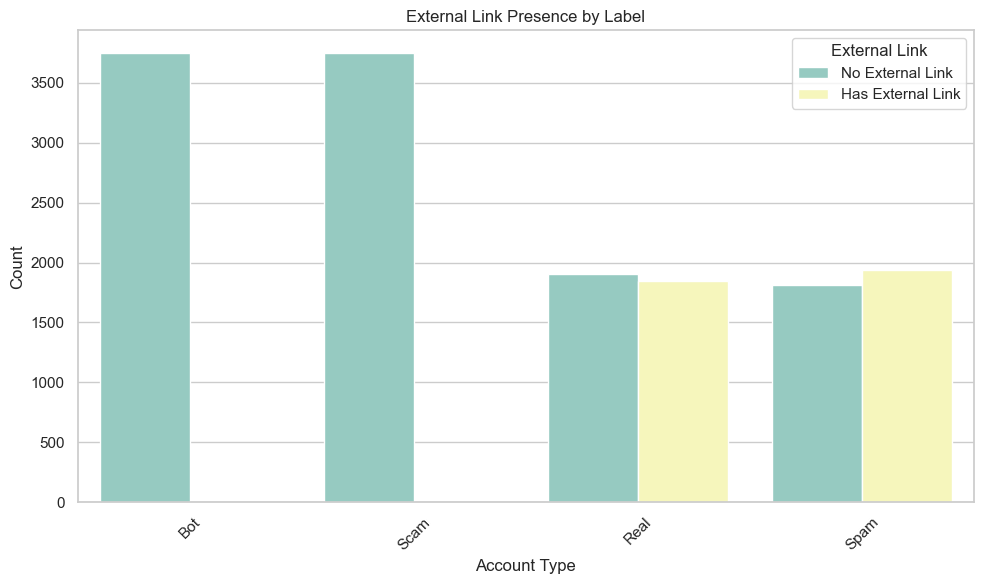 External Link Presence by Label
External Link
No External Link
Has External Link
Count
3500
3000
2500
2000
1500
1000
500
0
Bot
Scam
Real
Spam
Account Type